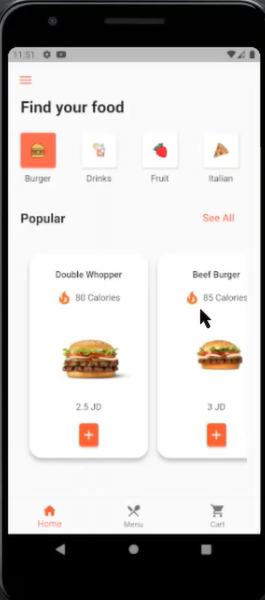 11:51
Find your food
Burger Drinks Fruit Italian
Popular See All
Double Whopper Beef Burger
80 Calories 85 Calories
2.5 JD 3 JD
+ +
Home Menu Cart